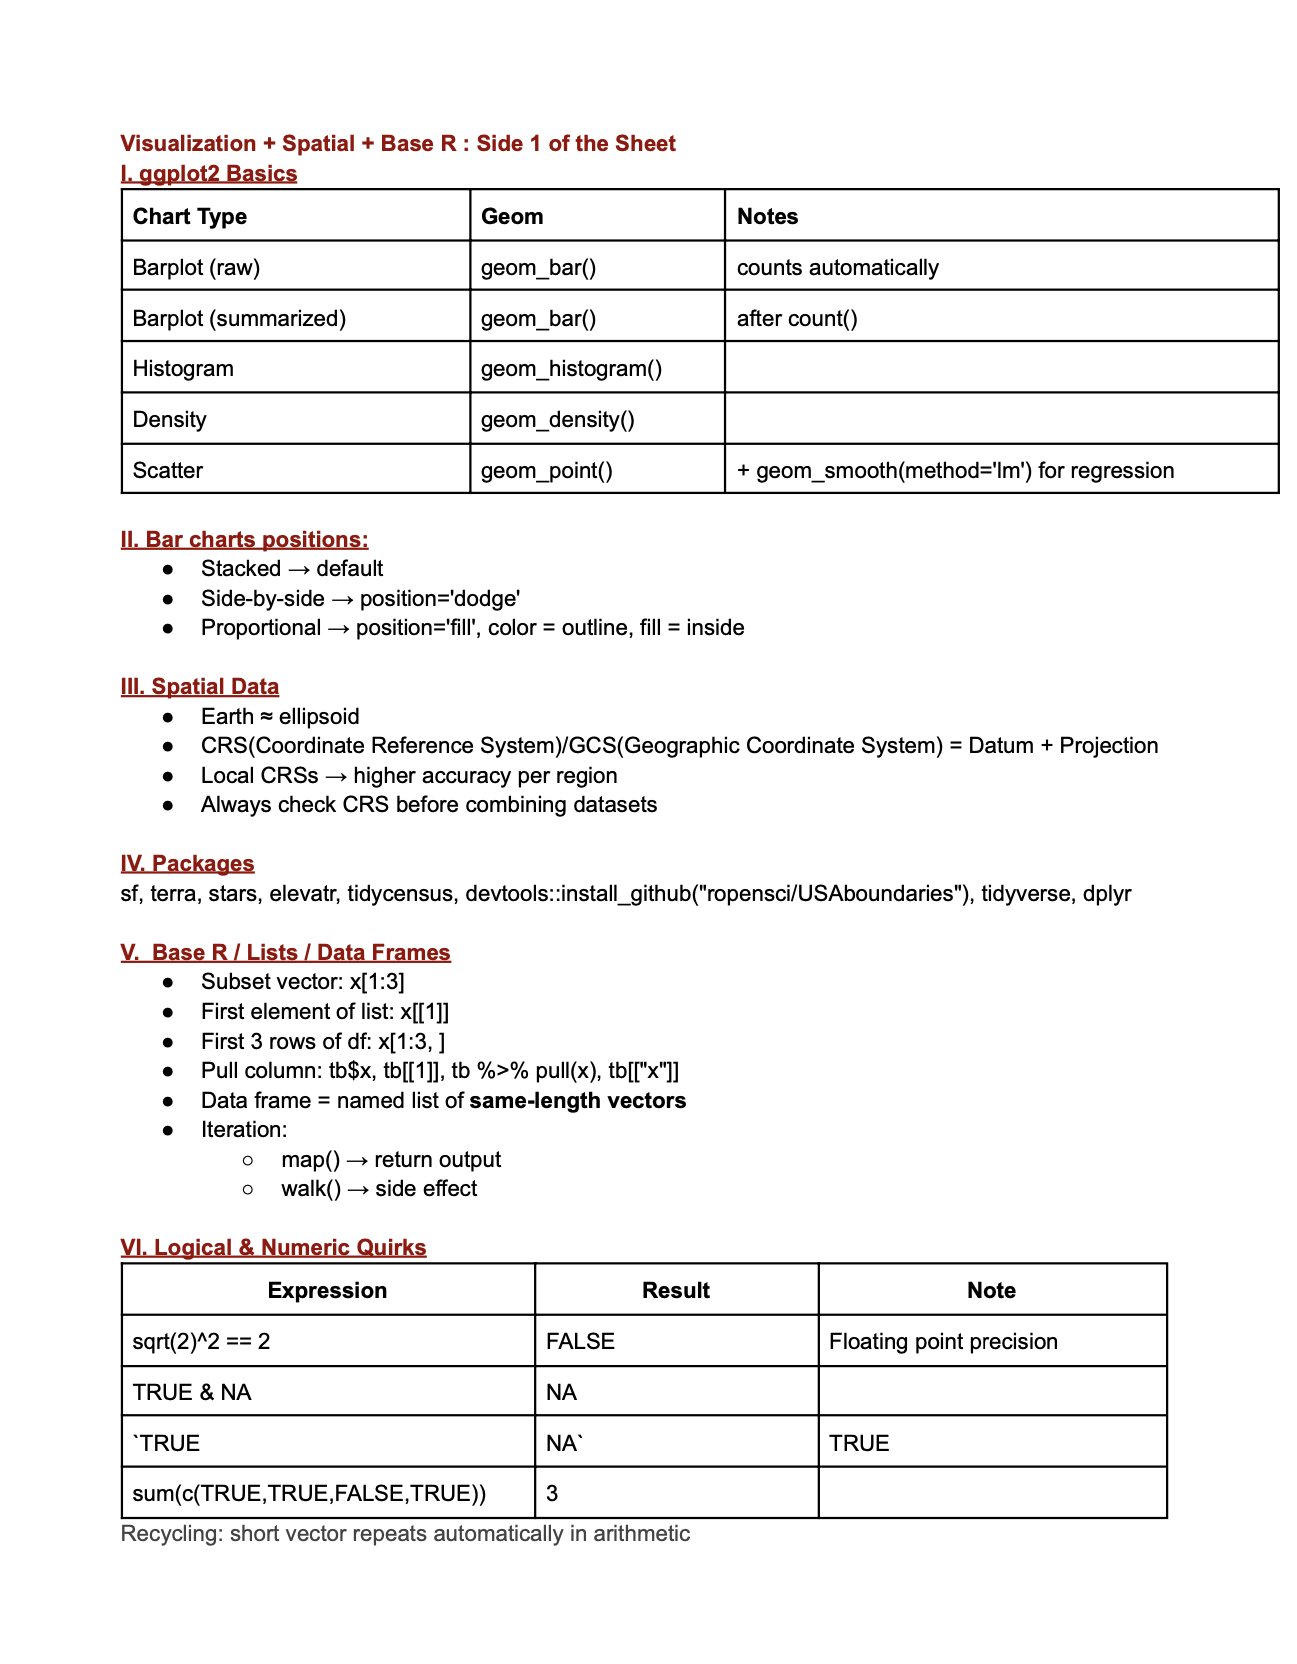 Visualization + Spatial + Base R : Side 1 of the Sheet
I. ggplot2 Basics
Chart Type Geom Notes
Barplot (raw) geom_bar() counts automatically
Barplot (summarized) geom_bar() after count()
Histogram geom_histogram()
Density geom_density()
Scatter geom_point() + geom_smooth(method='lm') for regression
II. Bar charts positions:
● Stacked → default
● Side-by-side → position='dodge'
● Proportional → position='fill', color = outline, fill = inside
III. Spatial Data
● Earth ≈ ellipsoid
● CRS(Coordinate Reference System)/GCS(Geographic Coordinate System) = Datum + Projection
● Local CRSs → higher accuracy per region
● Always check CRS before combining datasets
IV. Packages
sf, terra, stars, elevatr, tidycensus, devtools::install_github("ropensci/USAboundaries"), tidyverse, dplyr
V. Base R / Lists / Data Frames
● Subset vector: x[1:3]
● First element of list: x[[1]]
● First 3 rows of df: x[1:3, ]
● Pull column: tb$x, tb[[1]], tb %>% pull(x), tb[["x"]]
● Data frame = named list of same-length vectors
● Iteration:
○ map() → return output
○ walk() → side effect
VI. Logical & Numeric Quirks
Expression Result Note
sqrt(2)^2 == 2 FALSE Floating point precision
TRUE & NA NA
`TRUE NA` TRUE
sum(c(TRUE,TRUE,FALSE,TRUE)) 3
Recycling: short vector repeats automatically in arithmetic